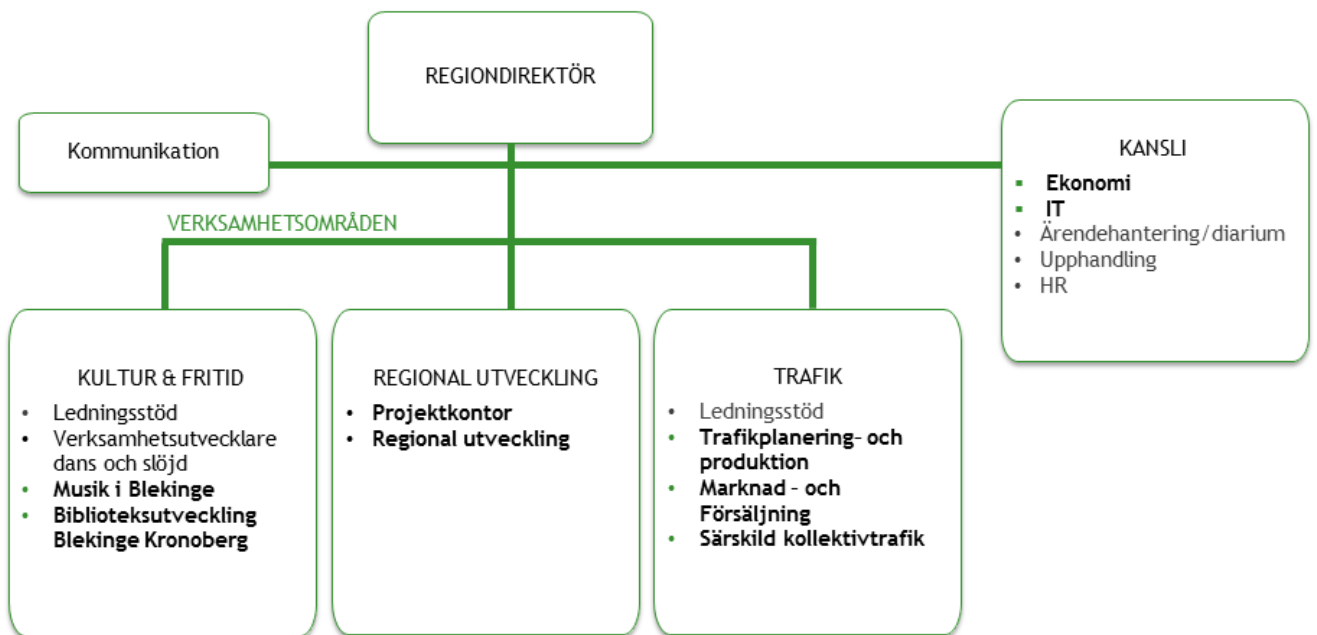 REGIONDIREKTÖR
Kommunikation
KANSLI
▪ Ekonomi
▪ IT
• Ärendehantering/diarium
• Upphandling
• HR
VERKSAMHETSOMRÅDEN
KULTUR & FRITID
• Ledningsstöd
• Verksamhetsutvecklare
dans och slöjd
• Musik i Blekinge
• Biblioteksutveckling
Blekinge Kronoberg
REGIONAL UTVECKLING
• Projektkontor
• Regional utveckling
TRAFIK
• Ledningsstöd
• Trafikplanering- och
produktion
• Marknad - och
Försäljning
• Särskild kollektivtrafik